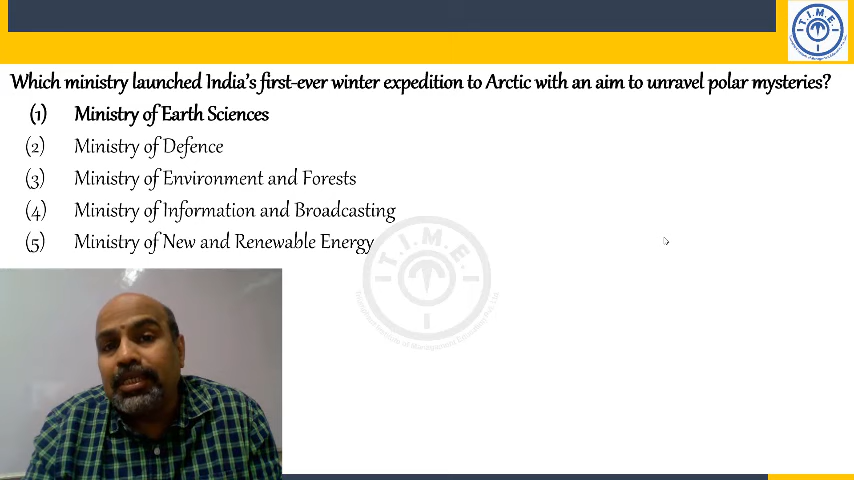 T.I.M.E.
Which ministry launched India's first-ever winter expedition to Arctic with an aim to unravel polar mysteries?
(1) Ministry of Earth Sciences
(2) Ministry of Defence
(3) Ministry of Environment and Forests
(4) Ministry of Information and Broadcasting
(5) Ministry of New and Renewable Energy
T.I.M.E.